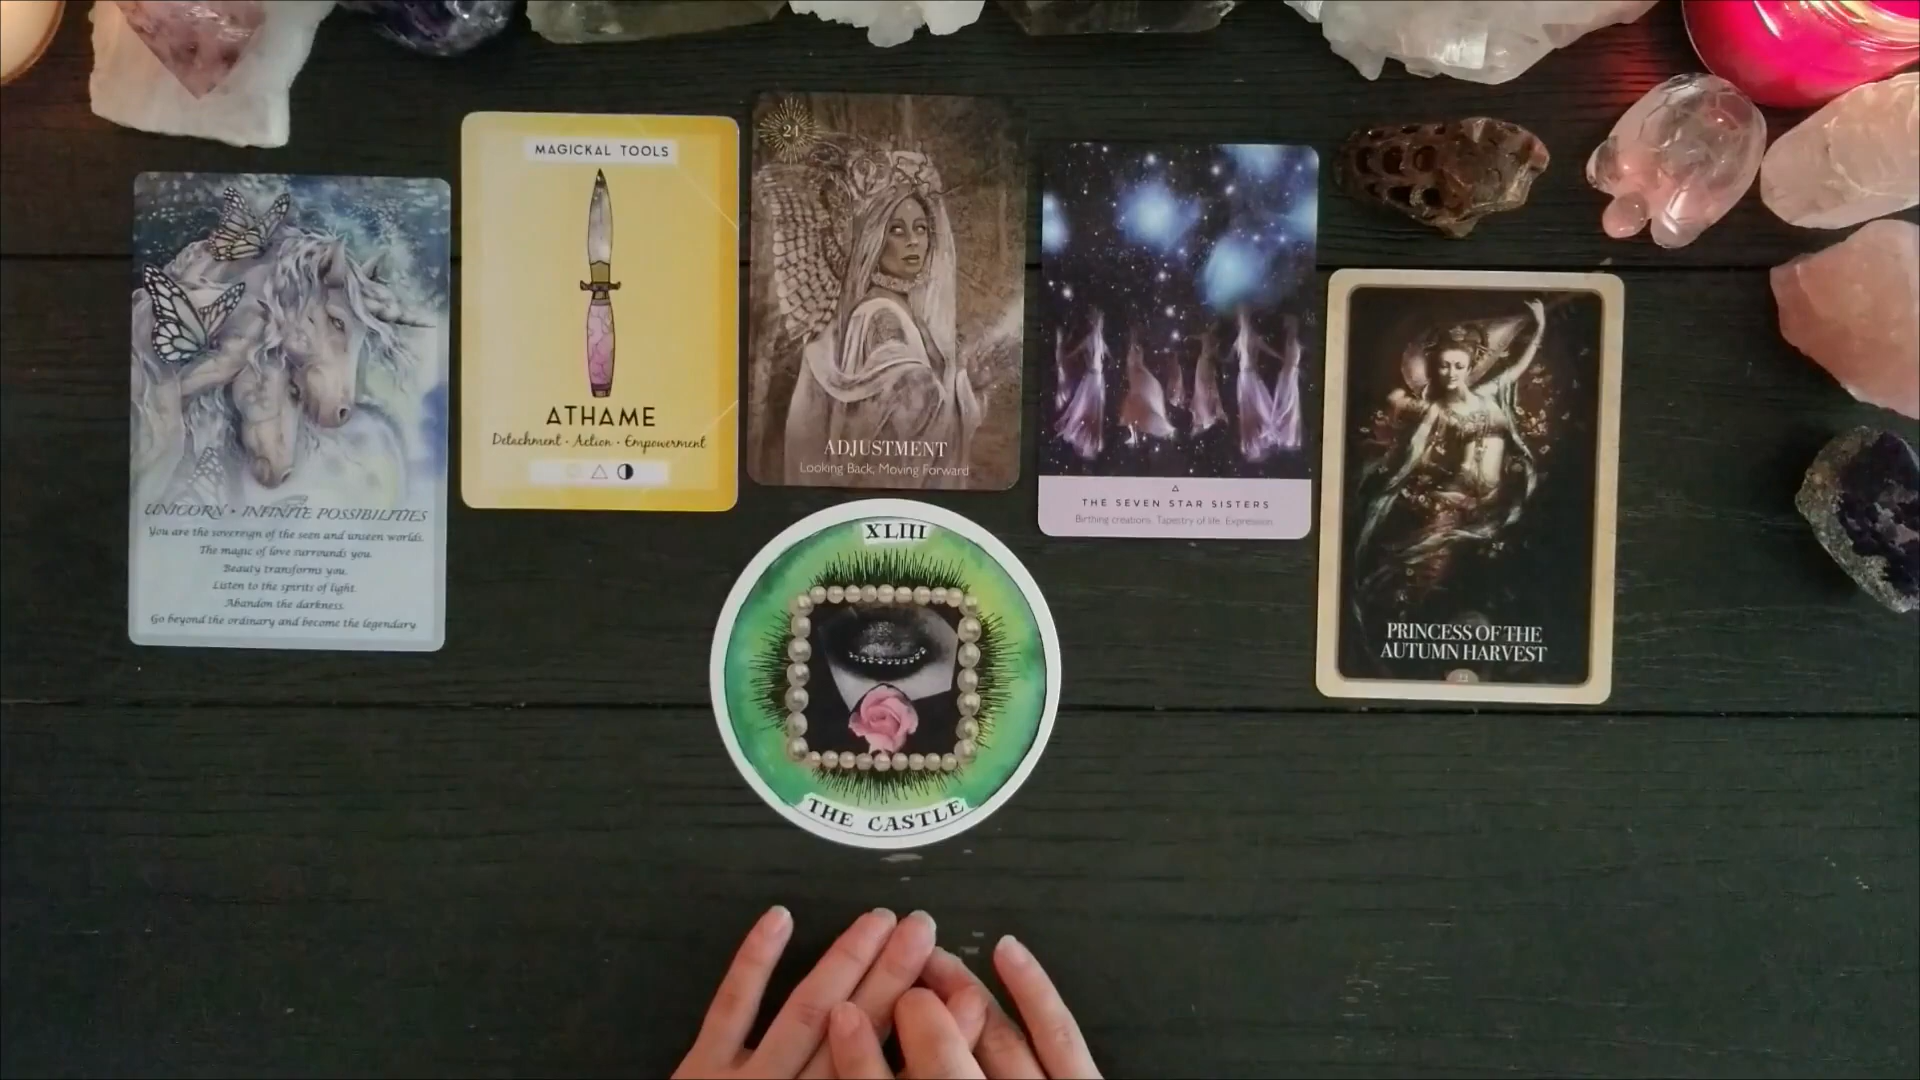 UNICORN • INFINITE POSSIBILITIES
You are the sovereign of the seen and unseen worlds.
The magic of love surrounds you.
Beauty transforms you.
Listen to the spirits of light.
Abandon the darkness.
Go beyond the ordinary and become the legendary.
MAGICKAL TOOLS
ATHAME
Detachment • Action • Empowerment
24
ADJUSTMENT
Looking Back, Moving Forward
THE SEVEN STAR SISTERS
Birthing creations. Tapestry of life. Expression.
PRINCESS OF THE
AUTUMN HARVEST
XLIII
THE CASTLE